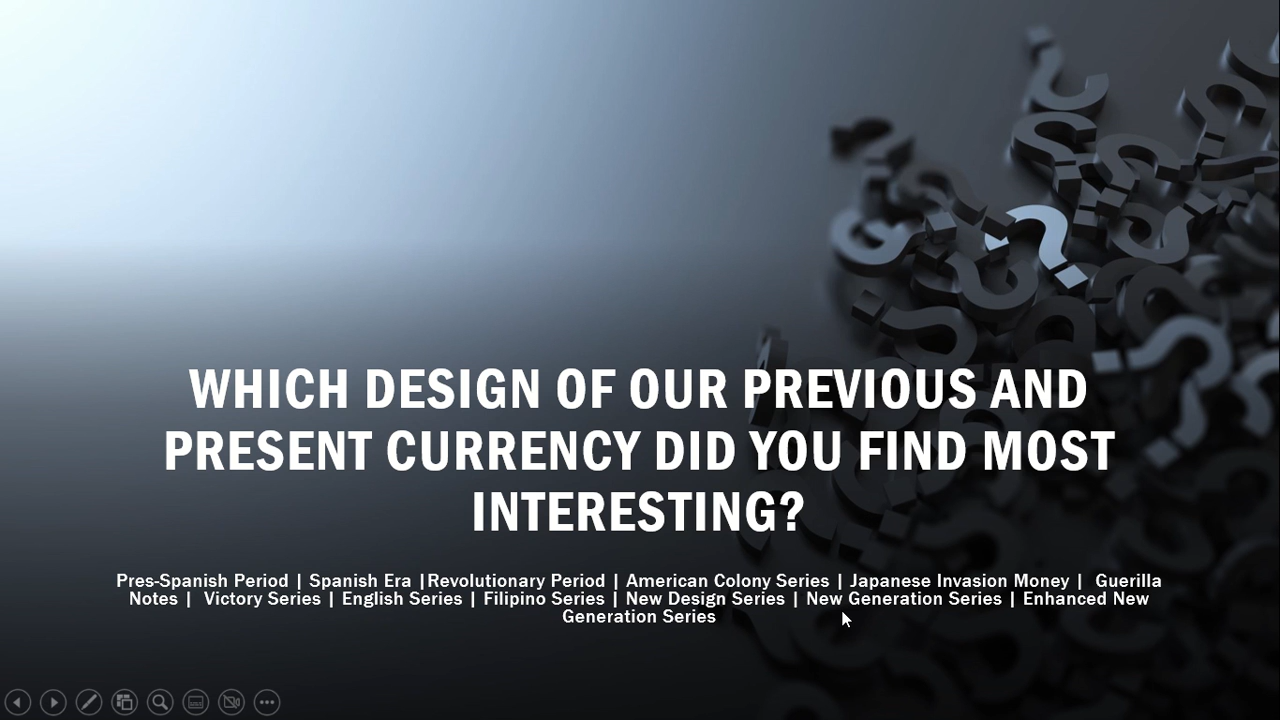 WHICH DESIGN OF OUR PREVIOUS AND
PRESENT CURRENCY DID YOU FIND MOST
INTERESTING?
Pres-Spanish Period | Spanish Era |Revolutionary Period | American Colony Series | Japanese Invasion Money | Guerilla
Notes | Victory Series | English Series | Filipino Series | New Design Series | New Generation Series | Enhanced New
Generation Series